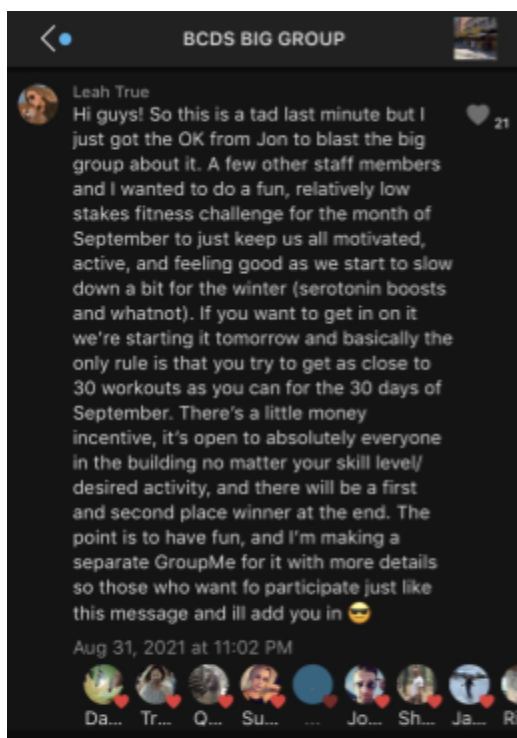 BCDS BIG GROUP
Leah True
Hi guys! So this is a tad last minute but I
just got the OK from Jon to blast the big
group about it. A few other staff members
and I wanted to do a fun, relatively low
stakes fitness challenge for the month of
September to just keep us all motivated,
active, and feeling good as we start to slow
down a bit for the winter (serotonin boosts
and whatnot). If you want to get in on it
we're starting it tomorrow and basically the
only rule is that you try to get as close to
30 workouts as you can for the 30 days of
September. There's a little money
incentive, it's open to absolutely everyone
in the building no matter your skill level/
desired activity, and there will be a first
and second place winner at the end. The
point is to have fun, and I'm making a
separate GroupMe for it with more details
so those who want fo participate just like
this message and ill add you in 😎
21
Aug 31, 2021 at 11:02 PM
Da... Tr... Q... Su... ... Jo... Sh... Ja... Ri